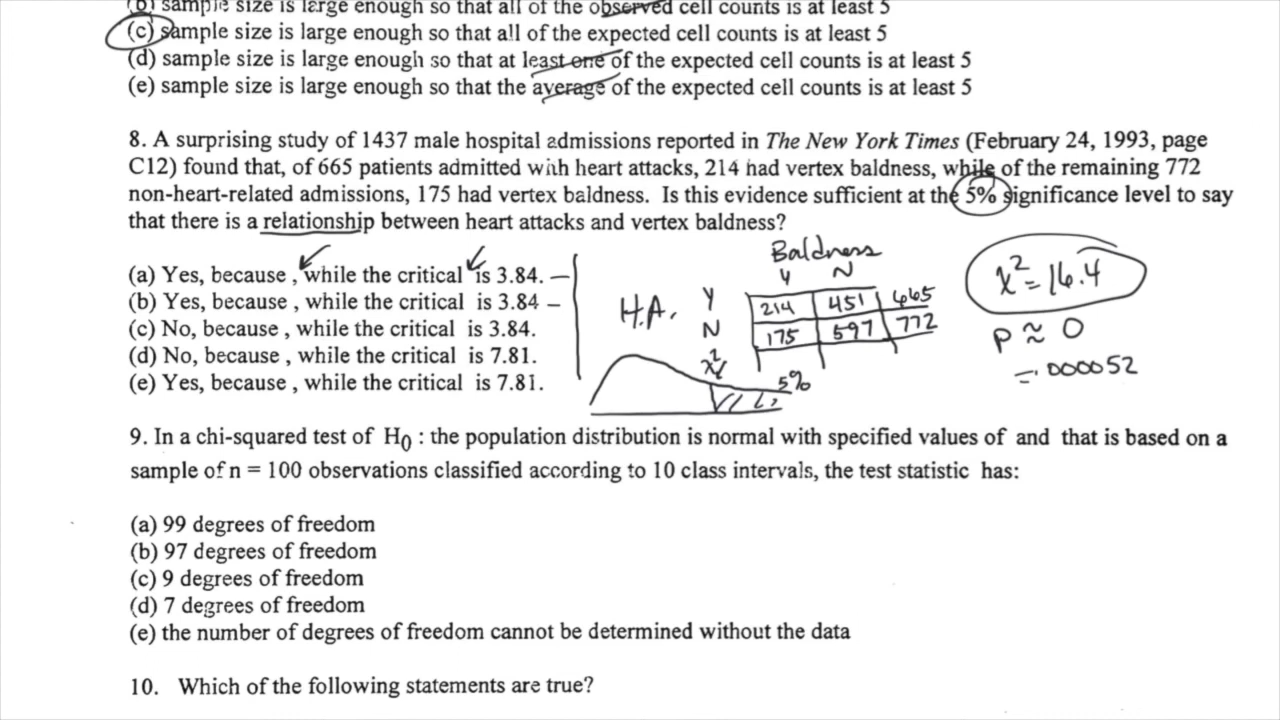 (b) sample size is large enough so that all of the observed cell counts is at least 5
(c) sample size is large enough so that all of the expected cell counts is at least 5
(d) sample size is large enough so that at least one of the expected cell counts is at least 5
(e) sample size is large enough so that the average of the expected cell counts is at least 5
8. A surprising study of 1437 male hospital admissions reported in The New York Times (February 24, 1993, page
C12) found that, of 665 patients admitted with heart attacks, 214 had vertex baldness, while of the remaining 772
non-heart-related admissions, 175 had vertex baldness. Is this evidence sufficient at the 5% significance level to say
that there is a relationship between heart attacks and vertex baldness?
(a) Yes, because , while the critical is 3.84. —
(b) Yes, because , while the critical is 3.84 —
(c) No, because , while the critical is 3.84.
(d) No, because , while the critical is 7.81.
(e) Yes, because , while the critical is 7.81.
Baldness
Y N
H.A. Y 214 451 665
N 175 597 772
χ²
5%
χ² = 16.4
p ≈ 0
= .000052
9. In a chi-squared test of H0 : the population distribution is normal with specified values of and that is based on a
sample of n = 100 observations classified according to 10 class intervals, the test statistic has:
(a) 99 degrees of freedom
(b) 97 degrees of freedom
(c) 9 degrees of freedom
(d) 7 degrees of freedom
(e) the number of degrees of freedom cannot be determined without the data
10. Which of the following statements are true?